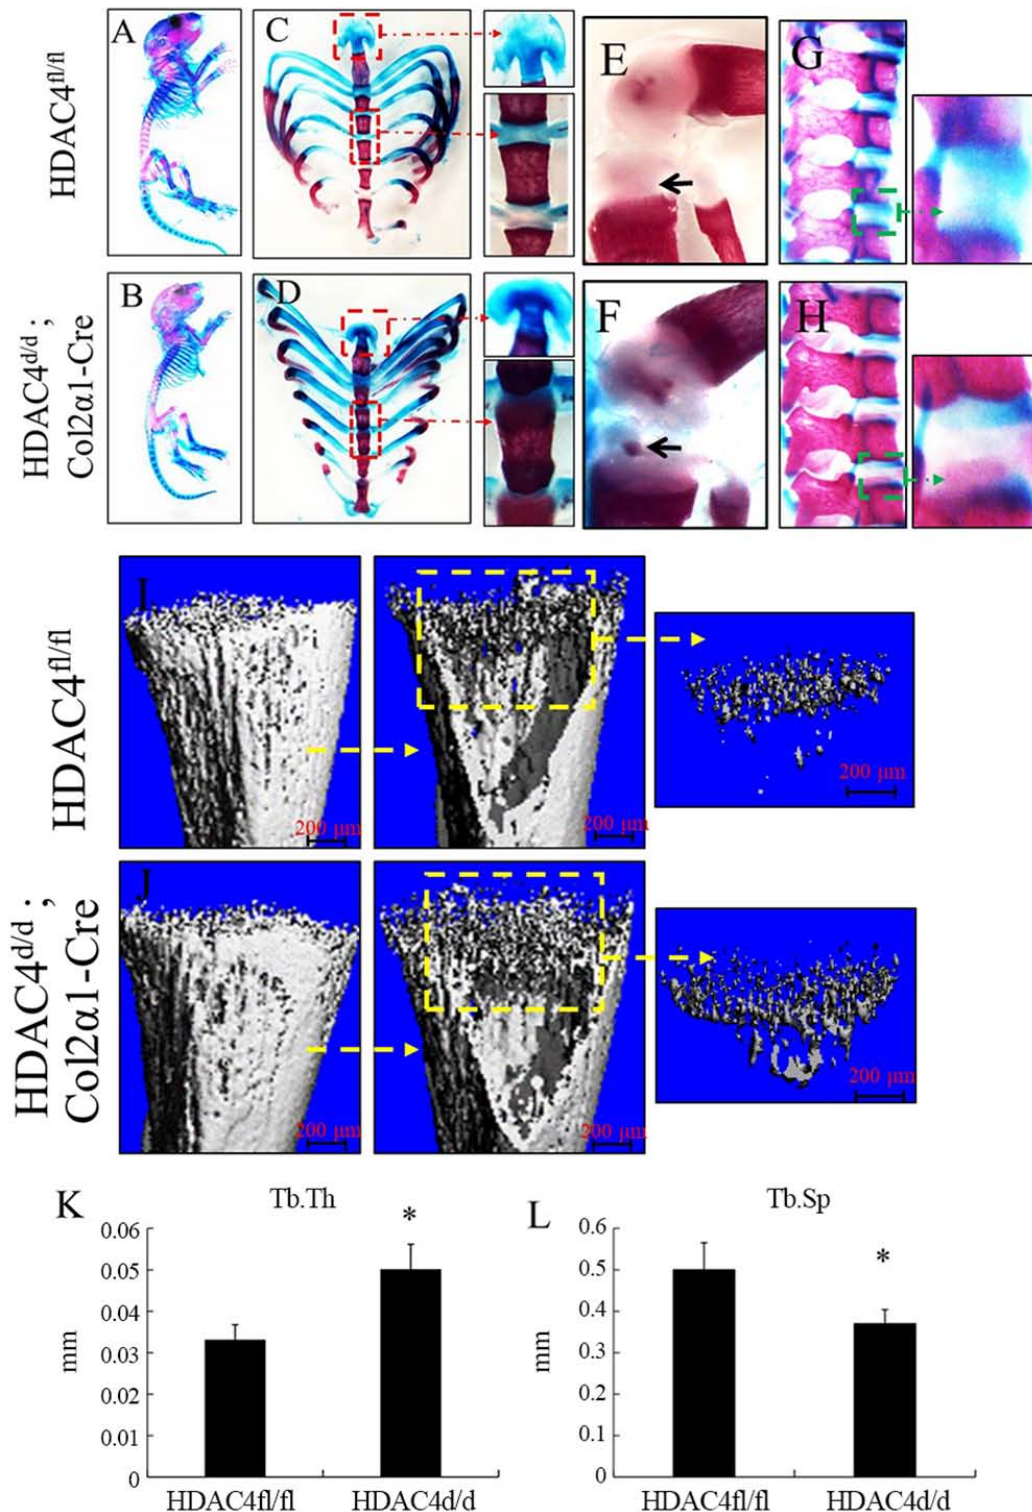 HDAC4fl/fl
A
C
E
G
HDAC4d/d ;
Col2α1-Cre
B
D
F
H
HDAC4fl/fl
I
200 μm
200 μm
200 μm
HDAC4d/d ;
Col2α1-Cre
J
200 μm
200 μm
200 μm
K
Tb.Th
*
0.06
0.05
0.04
0.03
0.02
0.01
0
mm
HDAC4fl/fl
HDAC4d/d
L
Tb.Sp
*
0.6
0.5
0.4
0.3
0.2
0.1
0
mm
HDAC4fl/fl
HDAC4d/d